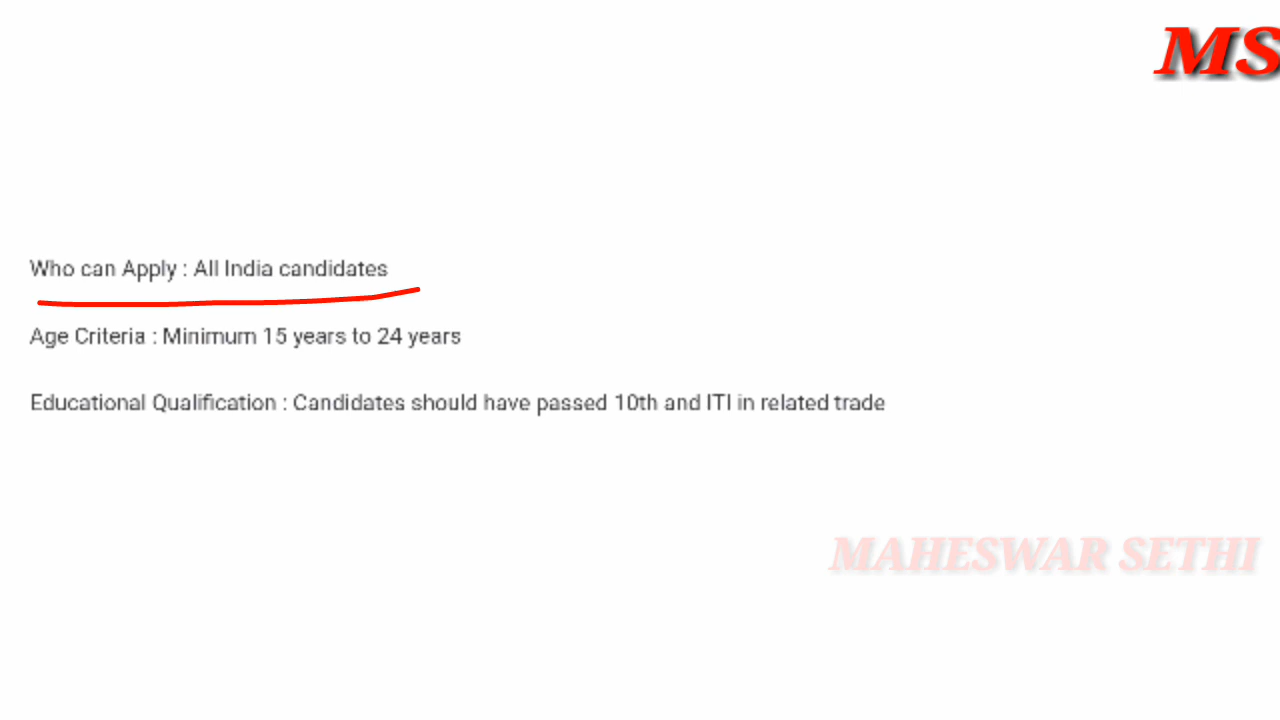 MS
Who can Apply : All India candidates
Age Criteria : Minimum 15 years to 24 years
Educational Qualification : Candidates should have passed 10th and ITI in related trade
MAHESWAR SETHI